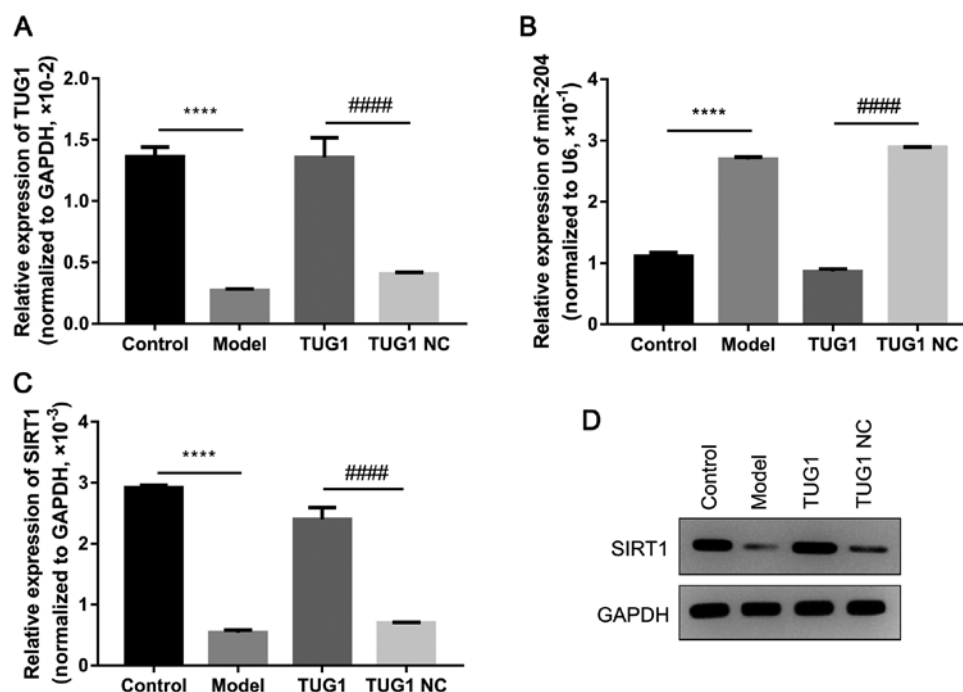 A
Relative expression of TUG1
(normalized to GAPDH, ×10-2)
2.0
1.5
1.0
0.5
0.0
****
####
Control Model TUG1 TUG1 NC
B
Relative expression of miR-204
(normalized to U6, ×10⁻¹)
4
3
2
1
0
****
####
Control Model TUG1 TUG1 NC
C
Relative expression of SIRT1
(normalized to GAPDH, ×10⁻³)
4
3
2
1
0
****
####
Control Model TUG1 TUG1 NC
D
Control
Model
TUG1
TUG1 NC
SIRT1
GAPDH